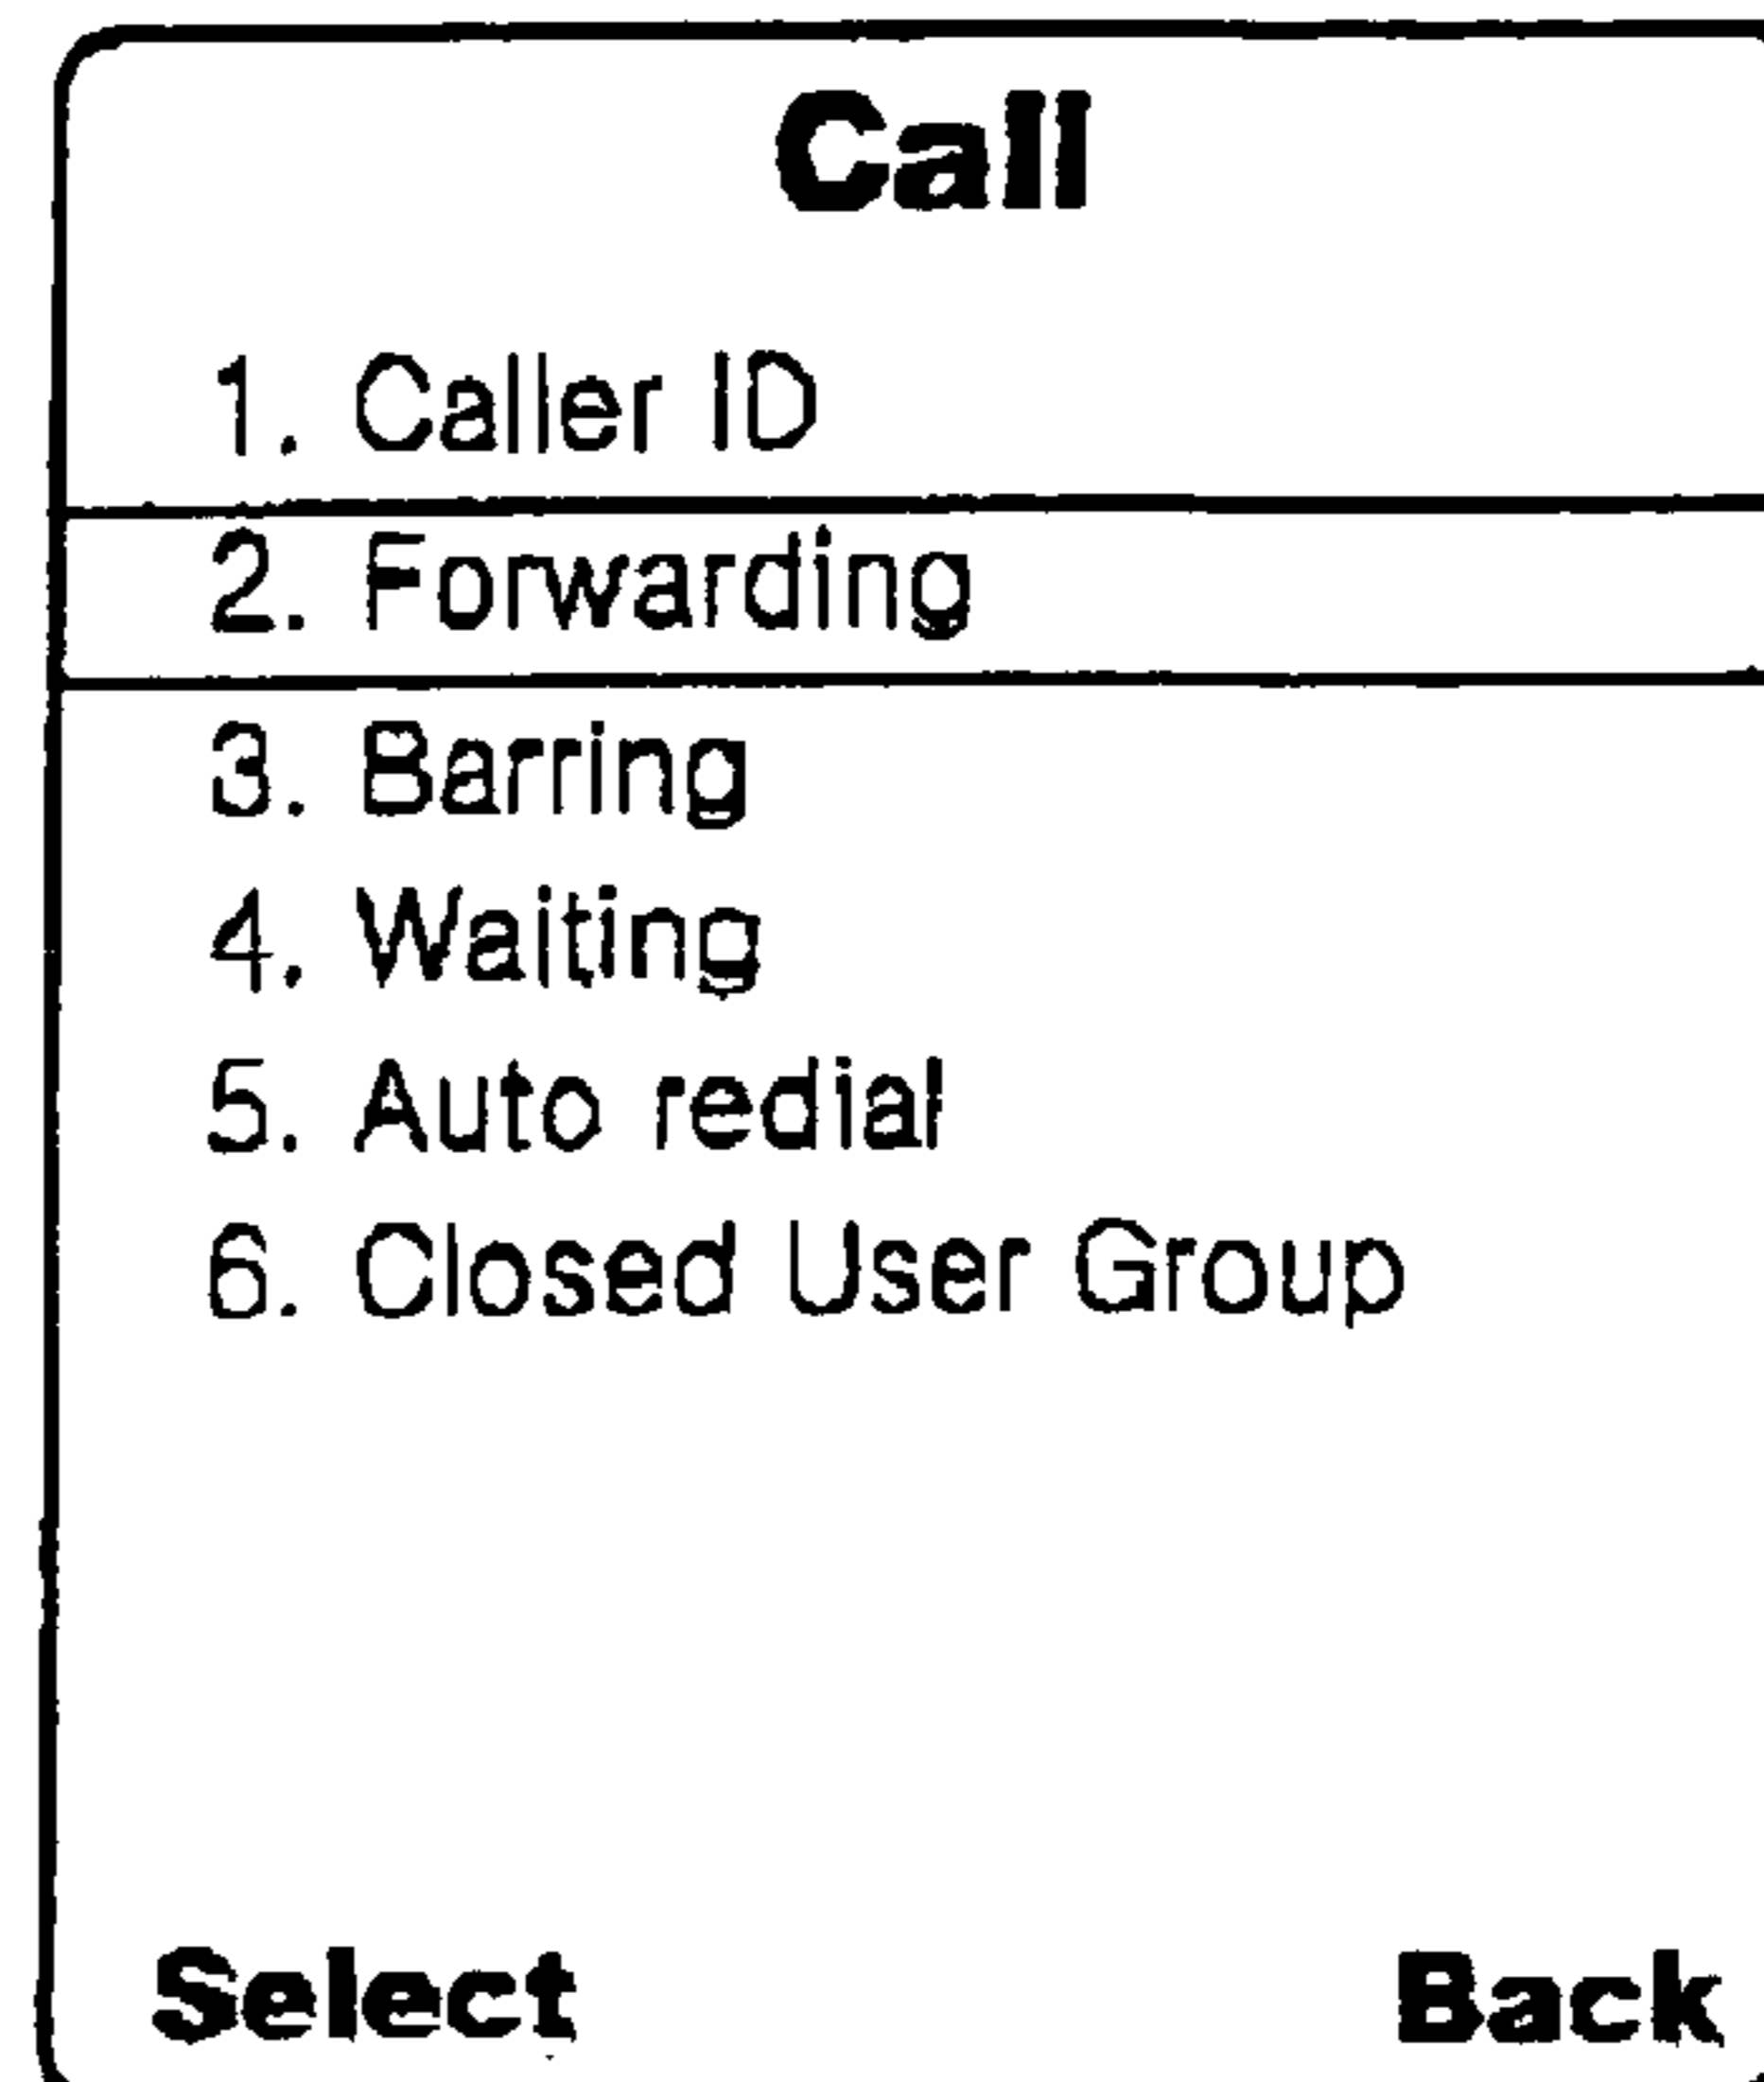 Call
1. Caller ID
2. Forwarding
3. Barring
4. Waiting
5. Auto redial
6. Closed User Group
Select Back